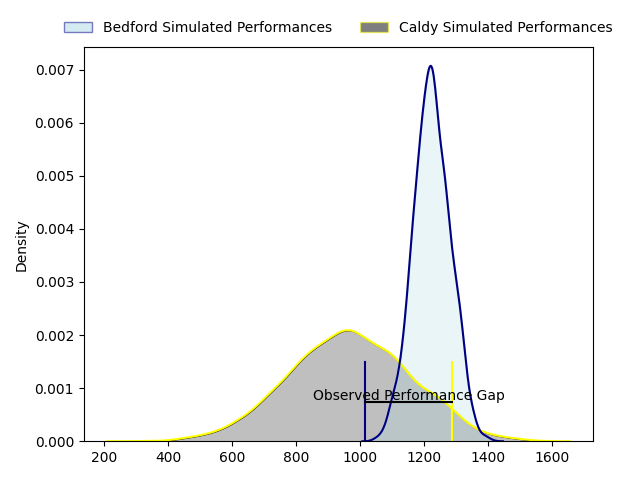 Bedford Simulated Performances Caldy Simulated Performances
0.007
0.006
0.005
0.004
0.003
0.002
0.001
0.000
Density
Observed Performance Gap
200 400 600 800 1000 1200 1400 1600